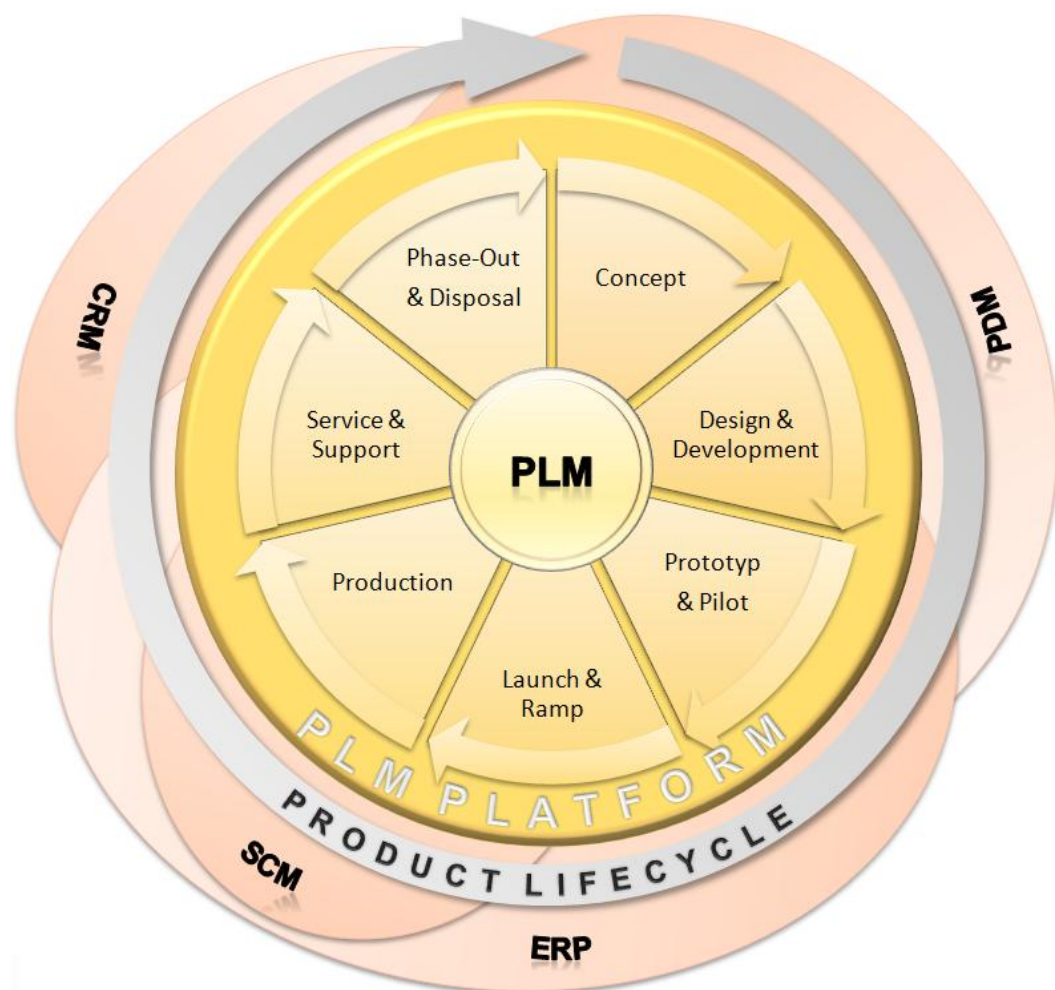 CRM
PDM
Phase-Out
& Disposal
Concept
Service &
Support
Design &
Development
PLM
Production
Prototyp
& Pilot
Launch &
Ramp
PLM PLATFORM
PRODUCT LIFECYCLE
SCM
ERP